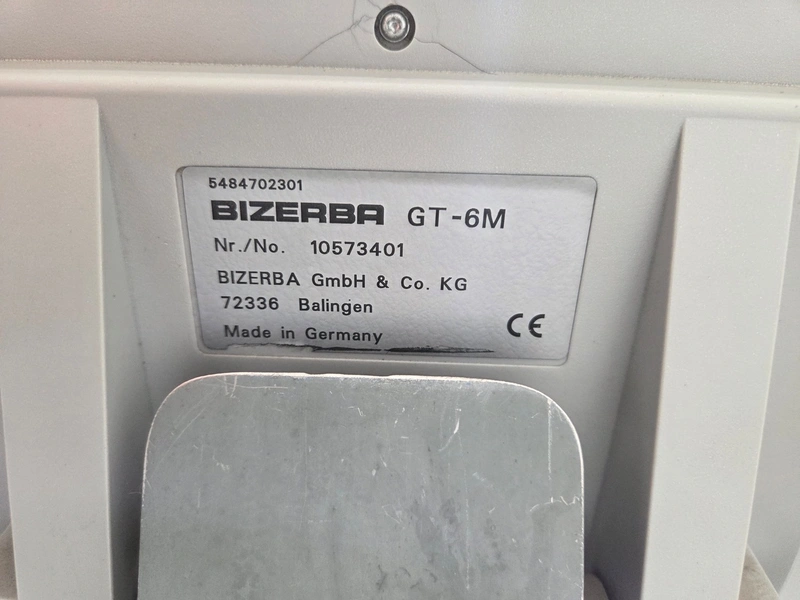 5484702301
BIZERBA GT-6M
Nr./No. 10573401
BIZERBA GmbH & Co. KG
72336 Balingen
Made in Germany
CE